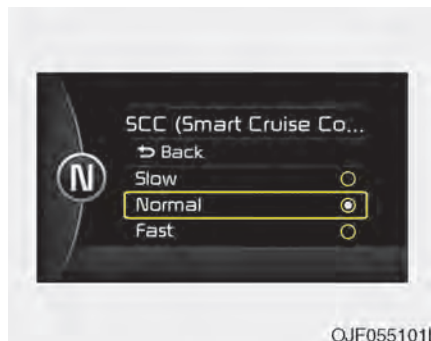 SCC (Smart Cruise Co...
Back
N
Slow
Normal
Fast
OJF055101